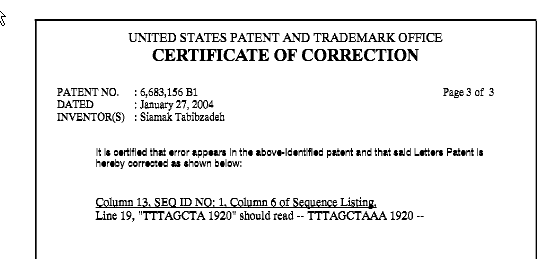 UNITED STATES PATENT AND TRADEMARK OFFICE
CERTIFICATE OF CORRECTION
PATENT NO. : 6,683,156 B1 Page 3 of 3
DATED : January 27, 2004
INVENTOR(S) : Siamak Tabibzadeh
It is certified that error appears in the above-identified patent and that said Letters Patent is
hereby corrected as shown below:
Column 13, SEQ ID NO: 1, Column 6 of Sequence Listing,
Line 19, "TTTAGCTA 1920" should read -- TTTAGCTAAA 1920 --